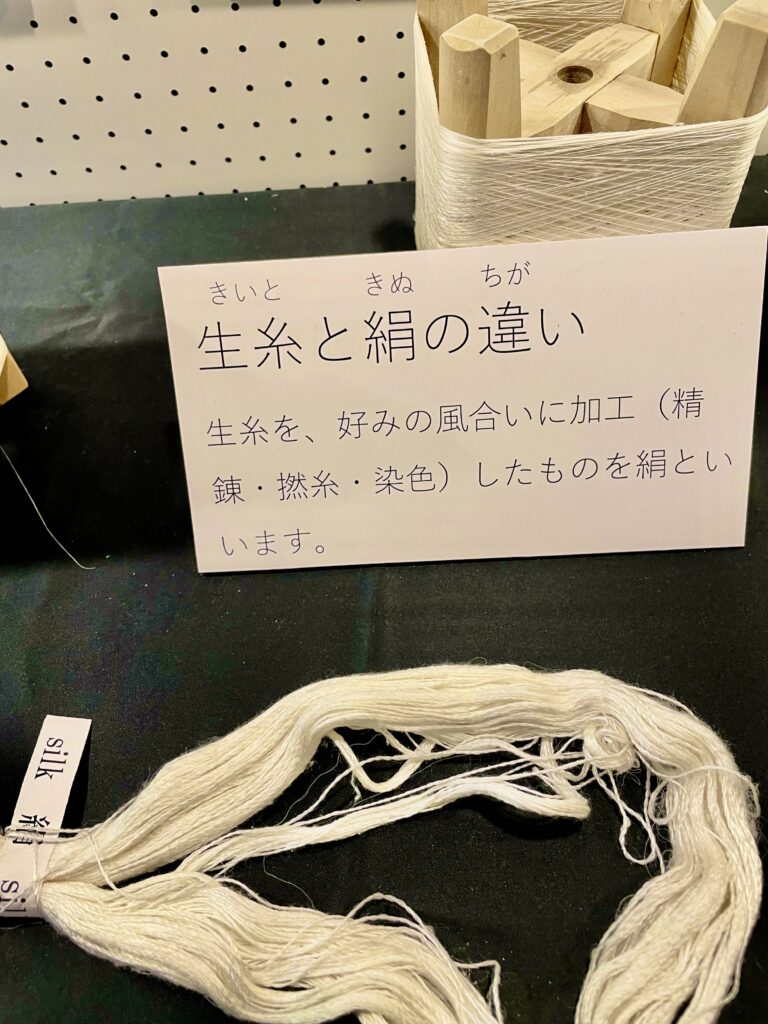 きいと きぬ ちが
生糸と絹の違い
生糸を、好みの風合いに加工（精
錬・撚糸・染色）したものを絹とい
います。
silk 絹 sil